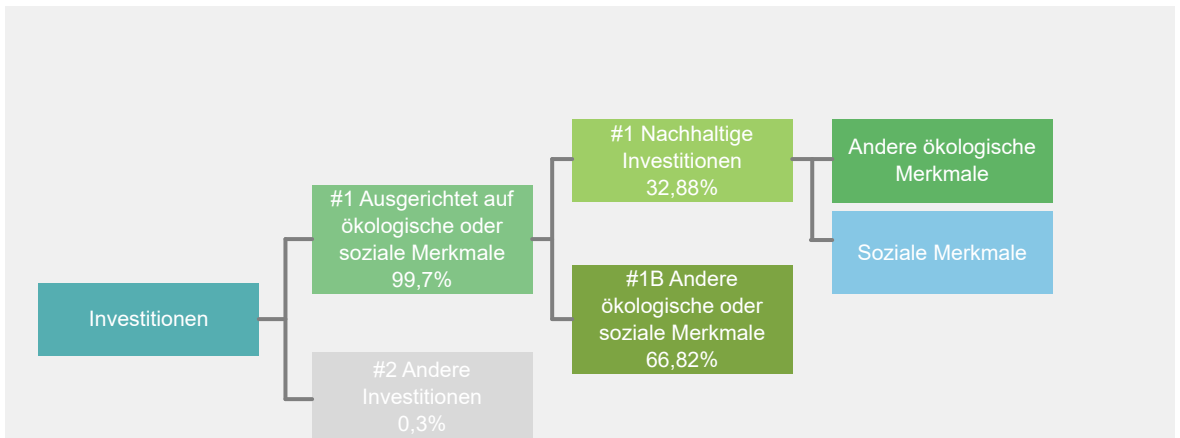 Investitionen
#1 Ausgerichtet auf
ökologische oder
soziale Merkmale
99,7%
#2 Andere
Investitionen
0,3%
#1 Nachhaltige
Investitionen
32,88%
#1B Andere
ökologische oder
soziale Merkmale
66,82%
Andere ökologische
Merkmale
Soziale Merkmale